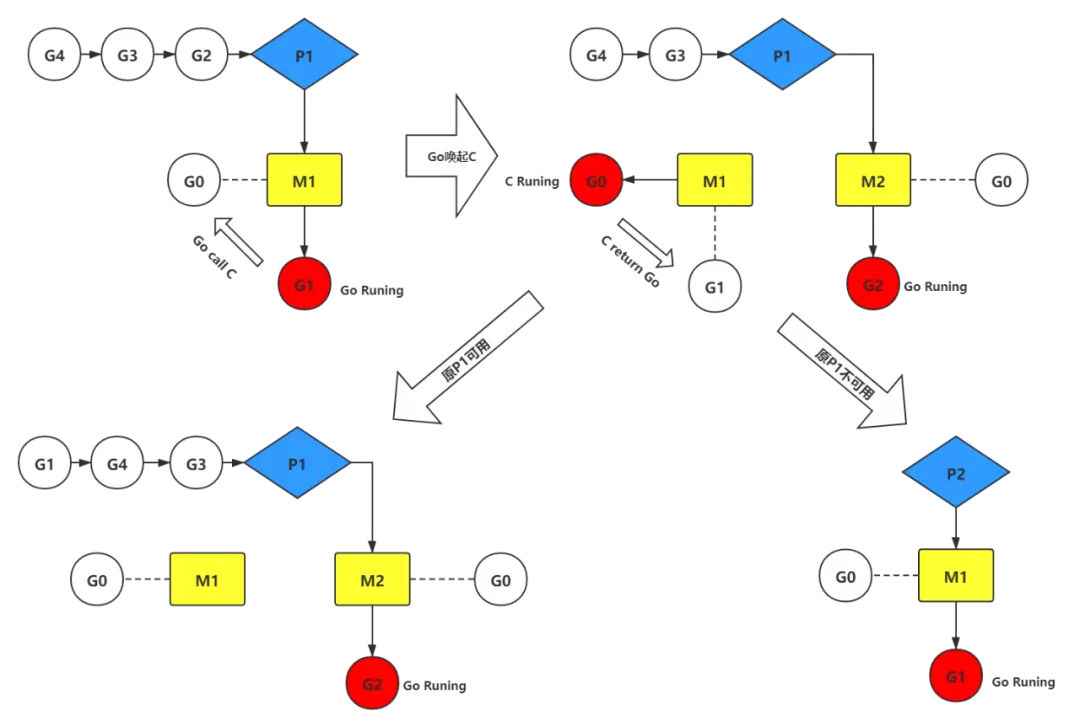 G4
G3
G2
P1
G0
M1
Go call C
G1
Go Runing
Go唤起C
G4
G3
P1
C Runing
G0
M1
M2
G0
C return Go
G1
G2
Go Runing
原P1可用
原P1不可用
G1
G4
G3
P1
G0
M1
M2
G0
G2
Go Runing
P2
G0
M1
G1
Go Runing